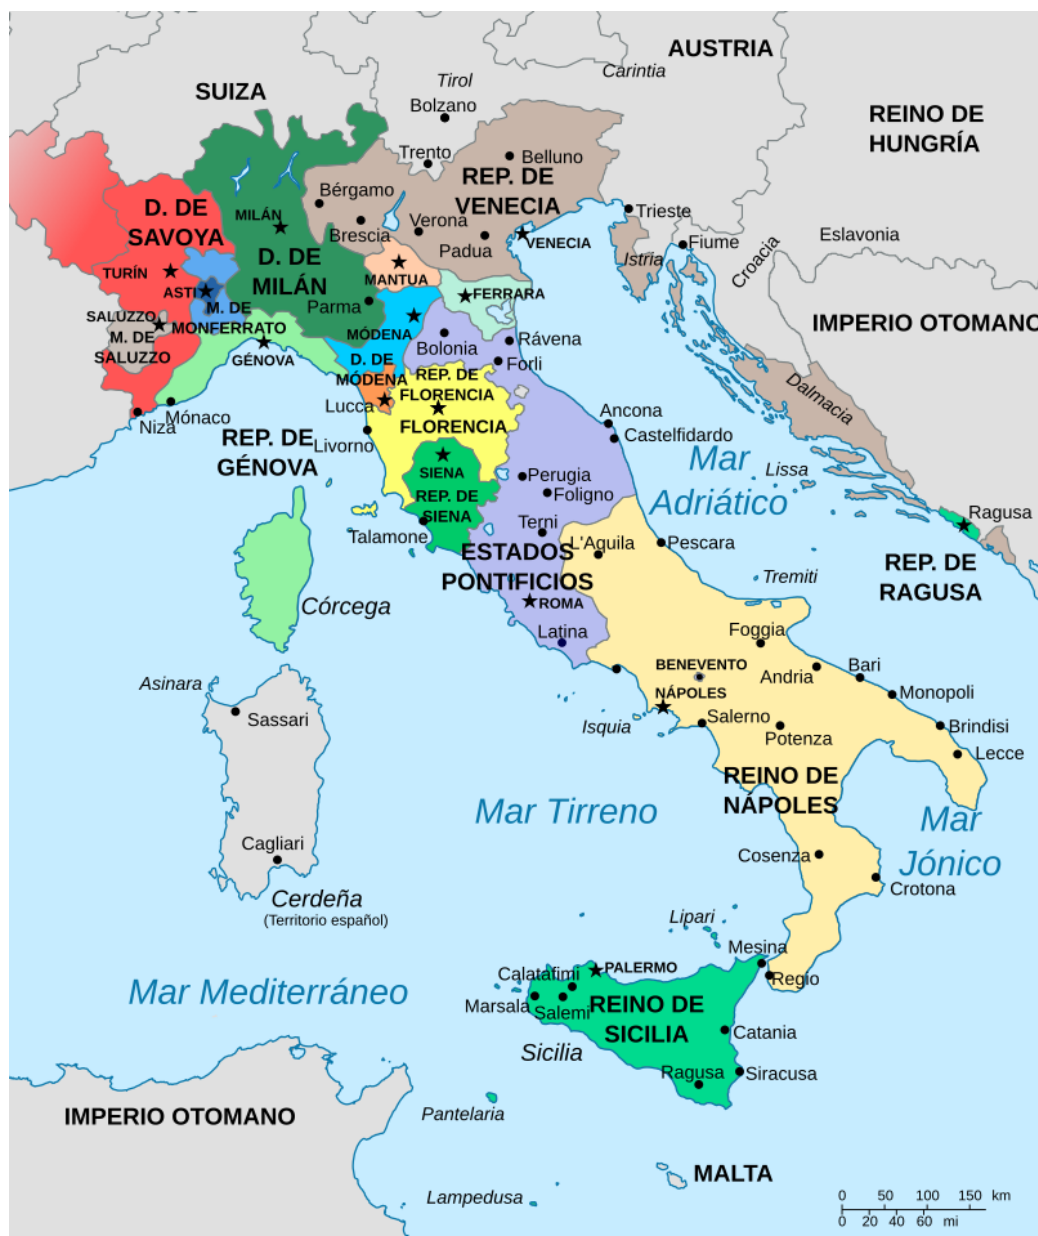 AUSTRIA
Carintia
Tirol
Bolzano
SUIZA
REINO DE
HUNGRÍA
Trento
Belluno
REP. DE
VENECIA
Bérgamo
Brescia
Verona
Padua
VENECIA
Trieste
Fiume
Istria
Croacia
Eslavonia
D. DE
SAVOYA
MILÁN
D. DE
MILÁN
TURÍN
ASTI
M. DE
MONFERRATO
MANTUA
FERRARA
Parma
SALUZZO
M. DE
SALUZZO
GÉNOVA
MÓDENA
D. DE
MÓDENA
Bolonia
Rávena
Forli
IMPERIO OTOMANO
Dalmacia
REP. DE
FLORENCIA
FLORENCIA
Lucca
Livorno
Niza
Mónaco
REP. DE
GÉNOVA
Ancona
Castelfidardo
Mar
Adriático
Lissa
Ragusa
REP. DE
RAGUSA
SIENA
REP. DE
SIENA
Perugia
Foligno
Terni
Talamone
ESTADOS
PONTIFICIOS
L'Aquila
Pescara
Tremiti
ROMA
Latina
Córcega
Foggia
BENEVENTO
Andria
Bari
Monopoli
NÁPOLES
Salerno
Potenza
Brindisi
Lecce
Isquia
Asinara
Sassari
REINO DE
NÁPOLES
Mar Tirreno
Mar
Jónico
Cosenza
Crotona
Cagliari
Cerdeña
(Territorio español)
Lipari
Mesina
Regio
PALERMO
Calatafimi
Marsala
Salemi
REINO DE
SICILIA
Catania
Sicilia
Ragusa
Siracusa
Mar Mediterráneo
IMPERIO OTOMANO
Pantelaria
MALTA
Lampedusa
0 50 100 150 km
0 20 40 60 mi